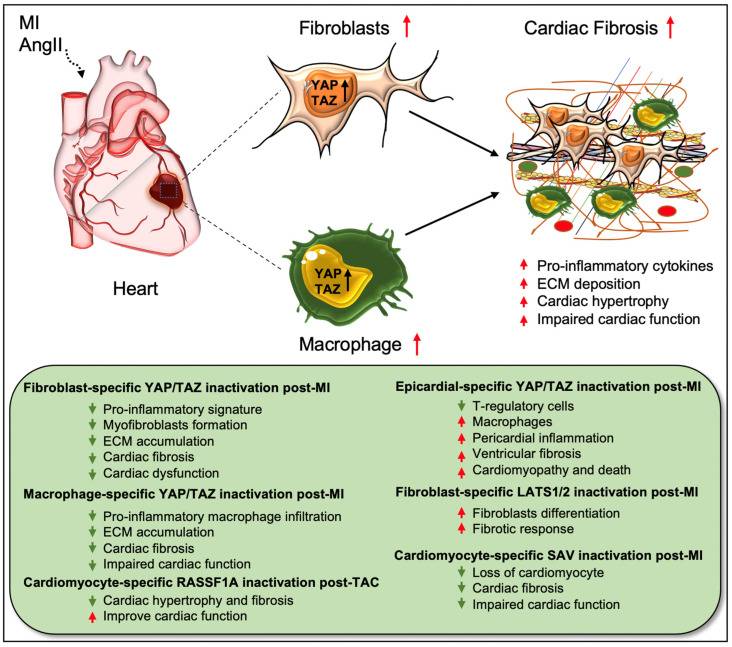 MI
AngII
Fibroblasts
Cardiac Fibrosis
YAP
TAZ
Heart
YAP
TAZ
Macrophage
Pro-inflammatory cytokines
ECM deposition
Cardiac hypertrophy
Impaired cardiac function
Fibroblast-specific YAP/TAZ inactivation post-MI
Pro-inflammatory signature
Myofibroblasts formation
ECM accumulation
Cardiac fibrosis
Cardiac dysfunction
Macrophage-specific YAP/TAZ inactivation post-MI
Pro-inflammatory macrophage infiltration
ECM accumulation
Cardiac fibrosis
Impaired cardiac function
Cardiomyocyte-specific RASSF1A inactivation post-TAC
Cardiac hypertrophy and fibrosis
Improve cardiac function
Epicardial-specific YAP/TAZ inactivation post-MI
T-regulatory cells
Macrophages
Pericardial inflammation
Ventricular fibrosis
Cardiomyopathy and death
Fibroblast-specific LATS1/2 inactivation post-MI
Fibroblasts differentiation
Fibrotic response
Cardiomyocyte-specific SAV inactivation post-MI
Loss of cardiomyocyte
Cardiac fibrosis
Impaired cardiac function